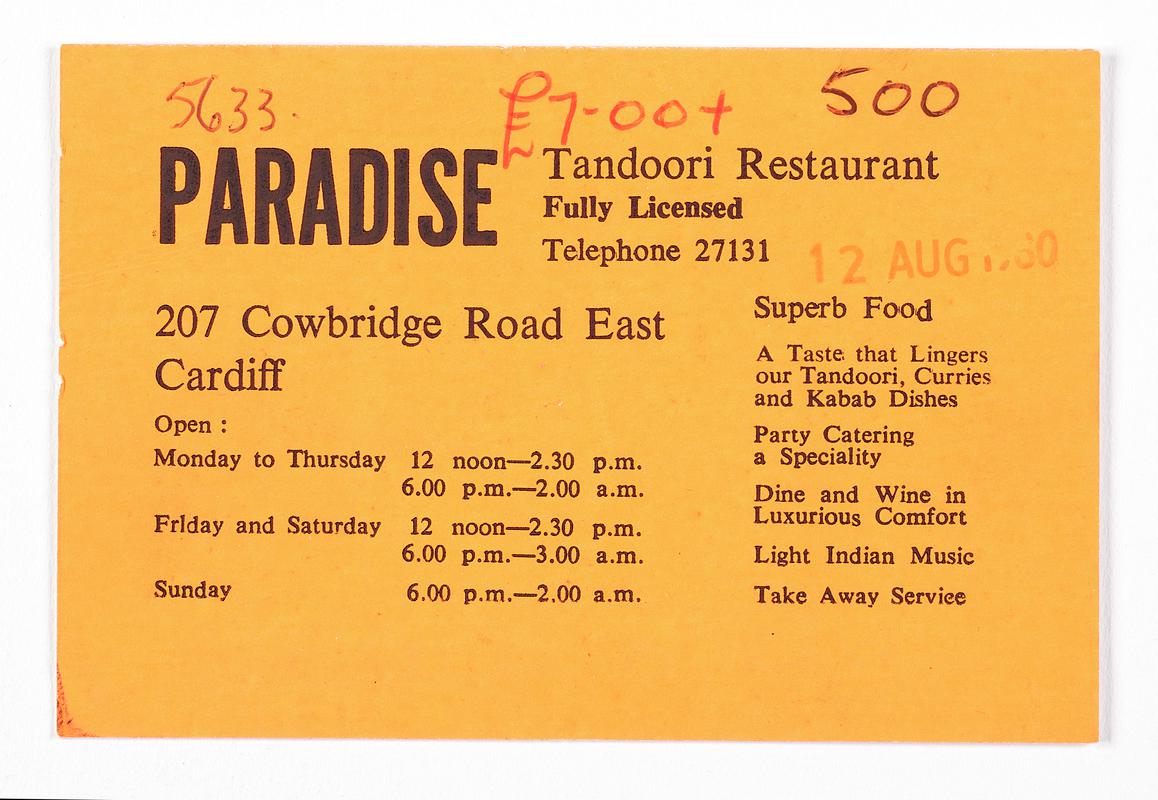 5633.
£7-00+
500
PARADISE
Tandoori Restaurant
Fully Licensed
Telephone 27131
12 AUG
207 Cowbridge Road East
Cardiff
Open :
Monday to Thursday 12 noon—2.30 p.m.
6.00 p.m.—2.00 a.m.
Friday and Saturday 12 noon—2.30 p.m.
6.00 p.m.—3.00 a.m.
Sunday 6.00 p.m.—2.00 a.m.
Superb Food
A Taste that Lingers
our Tandoori, Curries
and Kabab Dishes
Party Catering
a Speciality
Dine and Wine in
Luxurious Comfort
Light Indian Music
Take Away Service